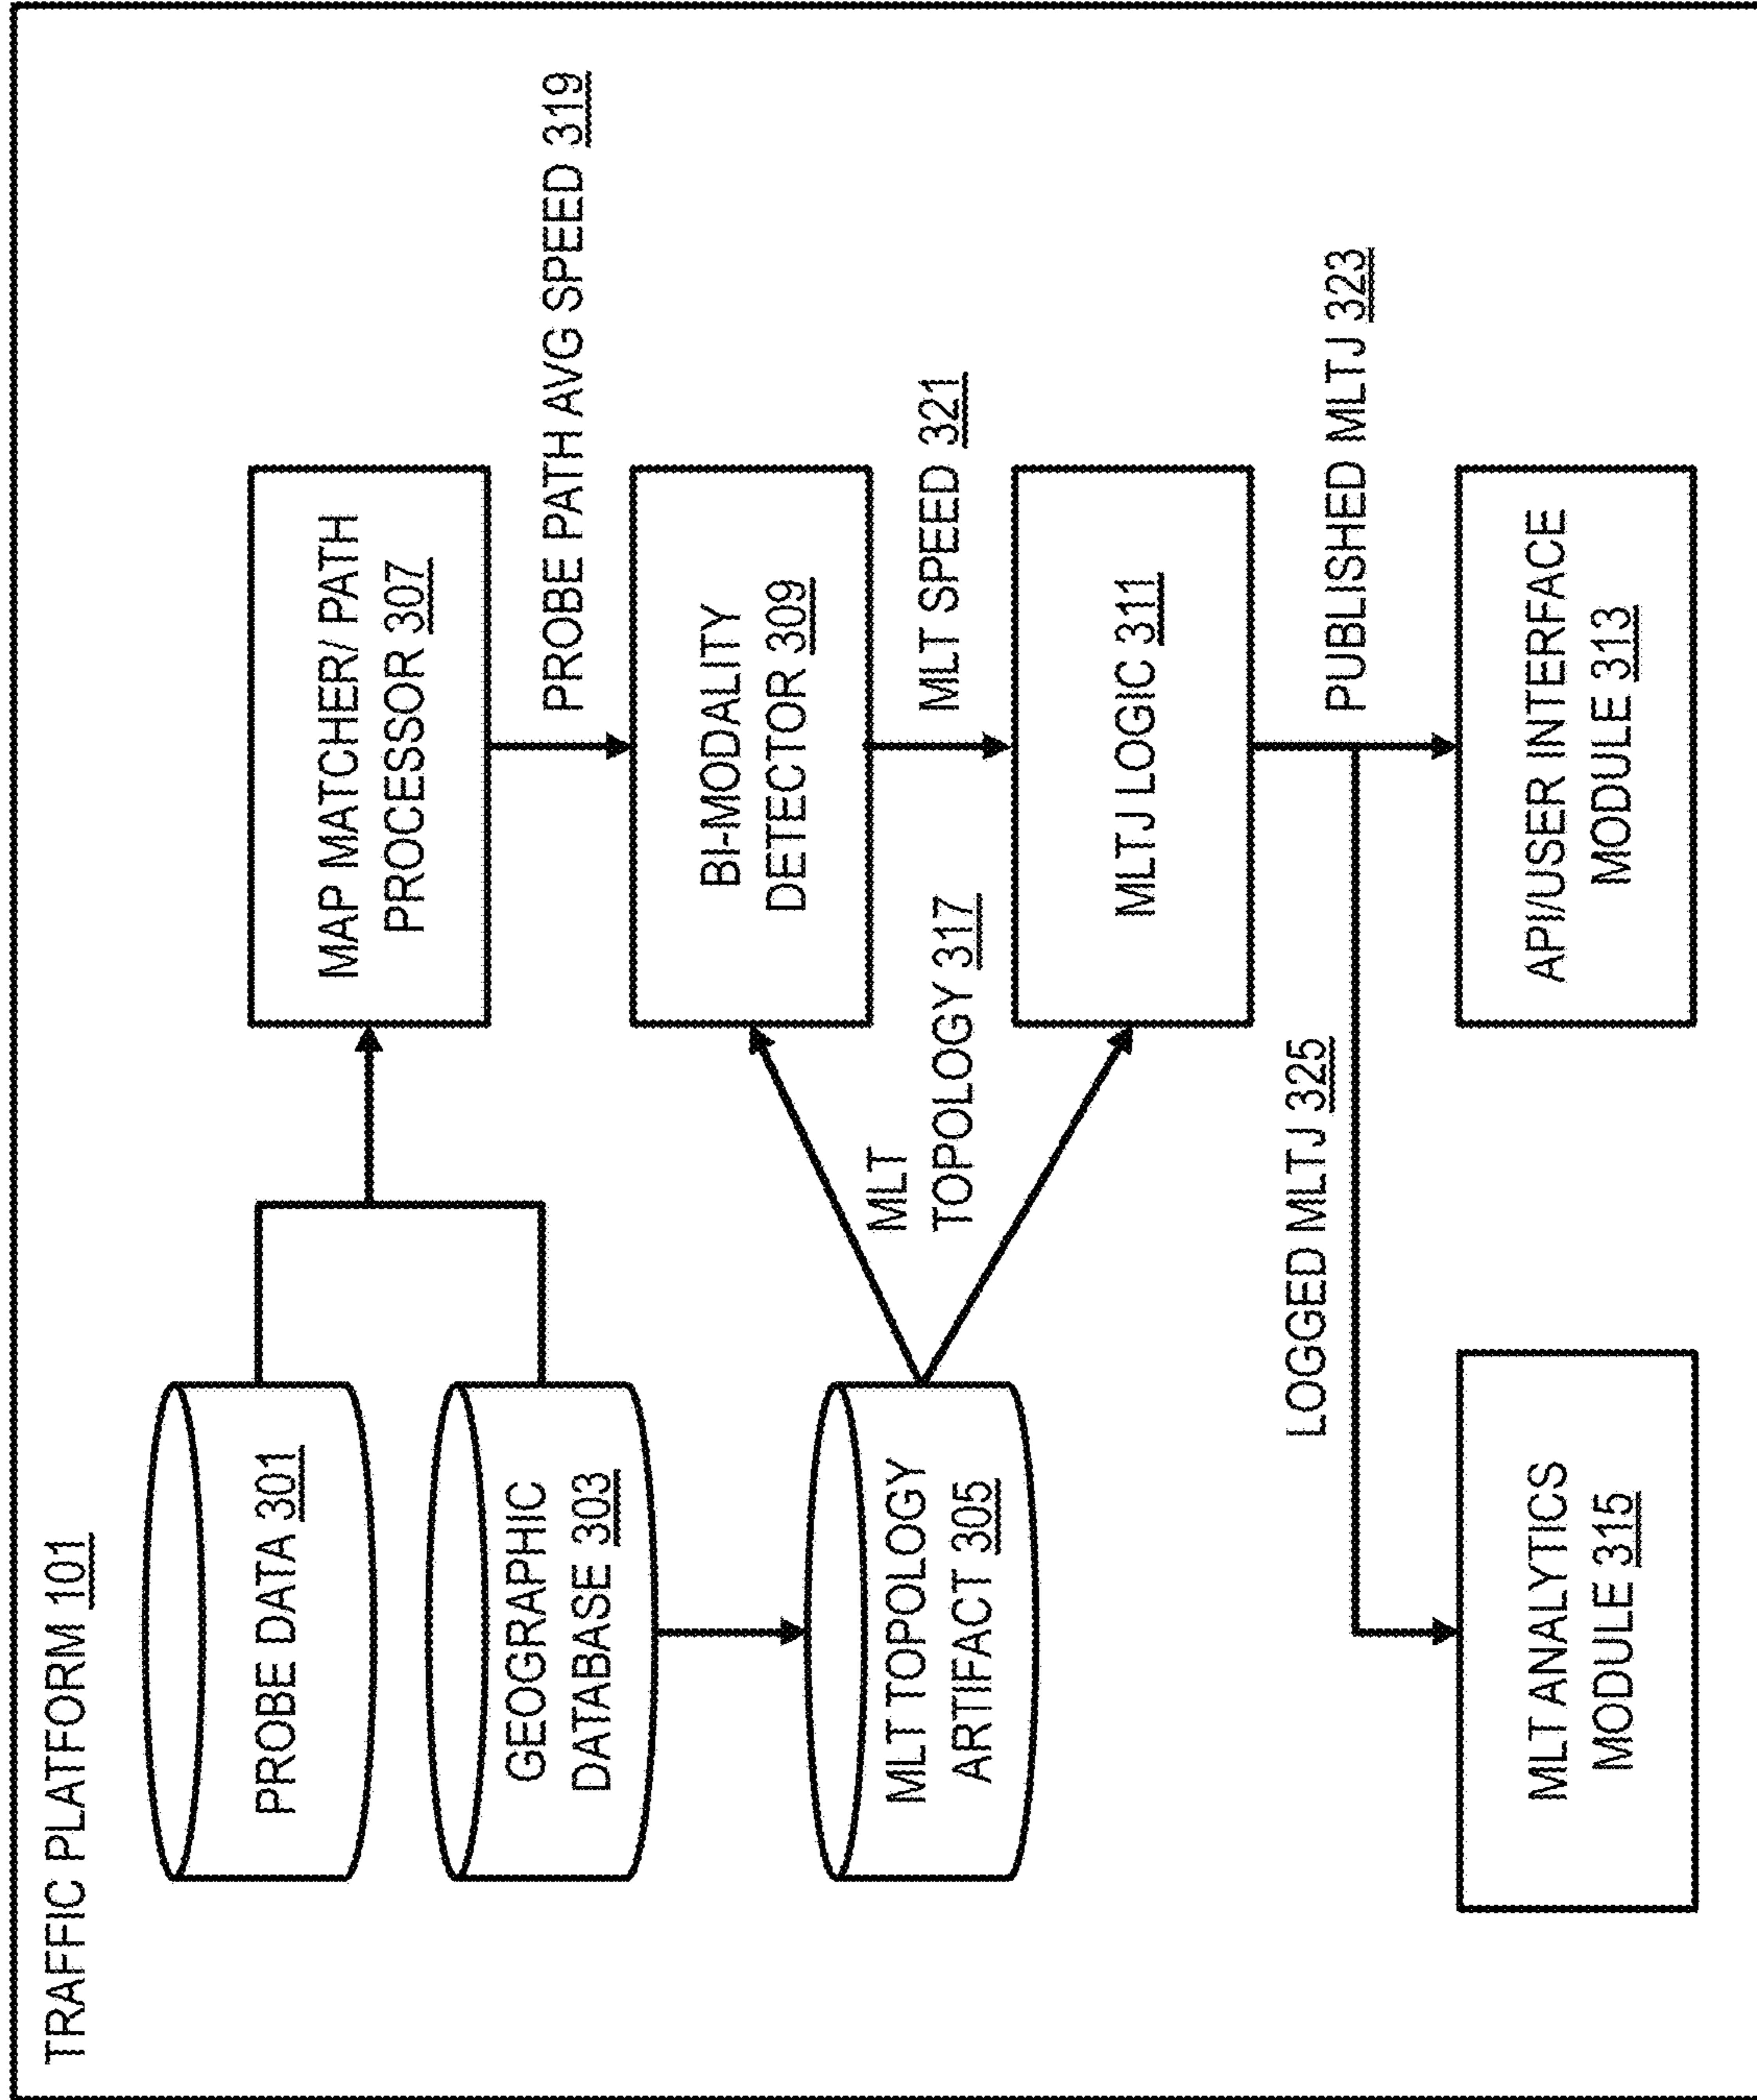 TRAFFIC PLATFORM 101
PROBE DATA 301
GEOGRAPHIC
DATABASE 303
MLT TOPOLOGY
ARTIFACT 305
MAP MATCHER/ PATH
PROCESSOR 307
PROBE PATH AVG SPEED 319
BI-MODALITY
DETECTOR 309
MLT
TOPOLOGY 317
MLT SPEED 321
MLTJ LOGIC 311
LOGGED MLTJ 325
PUBLISHED MLTJ 323
MLT ANALYTICS
MODULE 315
API/USER INTERFACE
MODULE 313